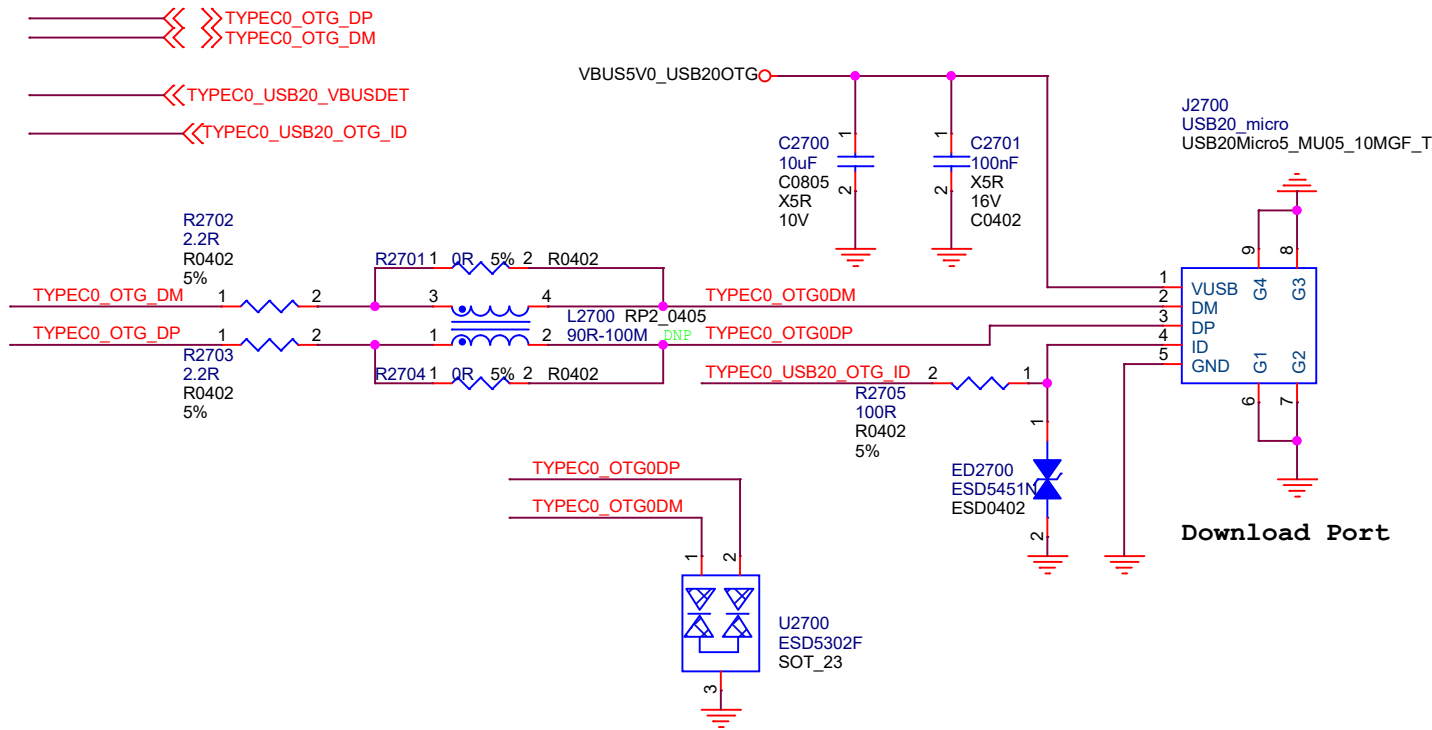 TYPEC0_OTG_DP
TYPEC0_OTG_DM
TYPEC0_USB20_VBUSDET
TYPEC0_USB20_OTG_ID
VBUS5V0_USB20OTG
1
C2700
10uF
C0805
X5R
10V
2
1
C2701
100nF
X5R
16V
C0402
2
J2700
USB20_micro
USB20Micro5_MU05_10MGF_T
R2702
2.2R
R0402
5%
R2701 1 0R 5% 2 R0402
TYPEC0_OTG_DM 1 2 3 4 TYPEC0_OTG0DM
L2700 RP2_0405
90R-100M DNP
TYPEC0_OTG_DP 1 2 1 2 TYPEC0_OTG0DP
R2703
2.2R
R0402
5%
R2704 1 0R 5% 2 R0402
TYPEC0_USB20_OTG_ID 2 1
R2705
100R
R0402
5%
9 8
G4 G3
1 VUSB
2 DM
3 DP
4 ID
5 GND
G1 G2
6 7
1
ED2700
ESD5451N
ESD0402
2
Download Port
TYPEC0_OTG0DP
TYPEC0_OTG0DM
1 2
U2700
ESD5302F
SOT_23
3